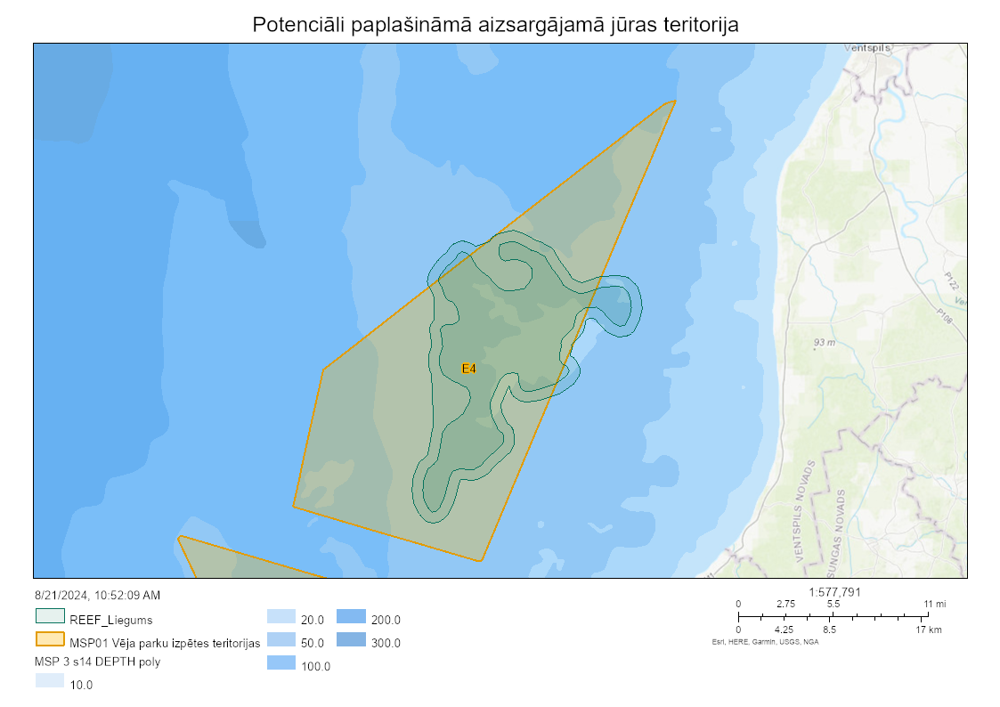 Potenciāli paplašināmā aizsargājamā jūras teritorija
Ventspils
P122
P108
93 m
E4
VENTSPILS NOVADS
SUNGAS NOVADS
8/21/2024, 10:52:09 AM
REEF_Liegums
MSP01 Vēja parku izpētes teritorijas
MSP 3 s14 DEPTH poly
10.0
20.0
50.0
100.0
200.0
300.0
1:577,791
0 2.75 5.5 11 mi
0 4.25 8.5 17 km
Esri, HERE, Garmin, USGS, NGA